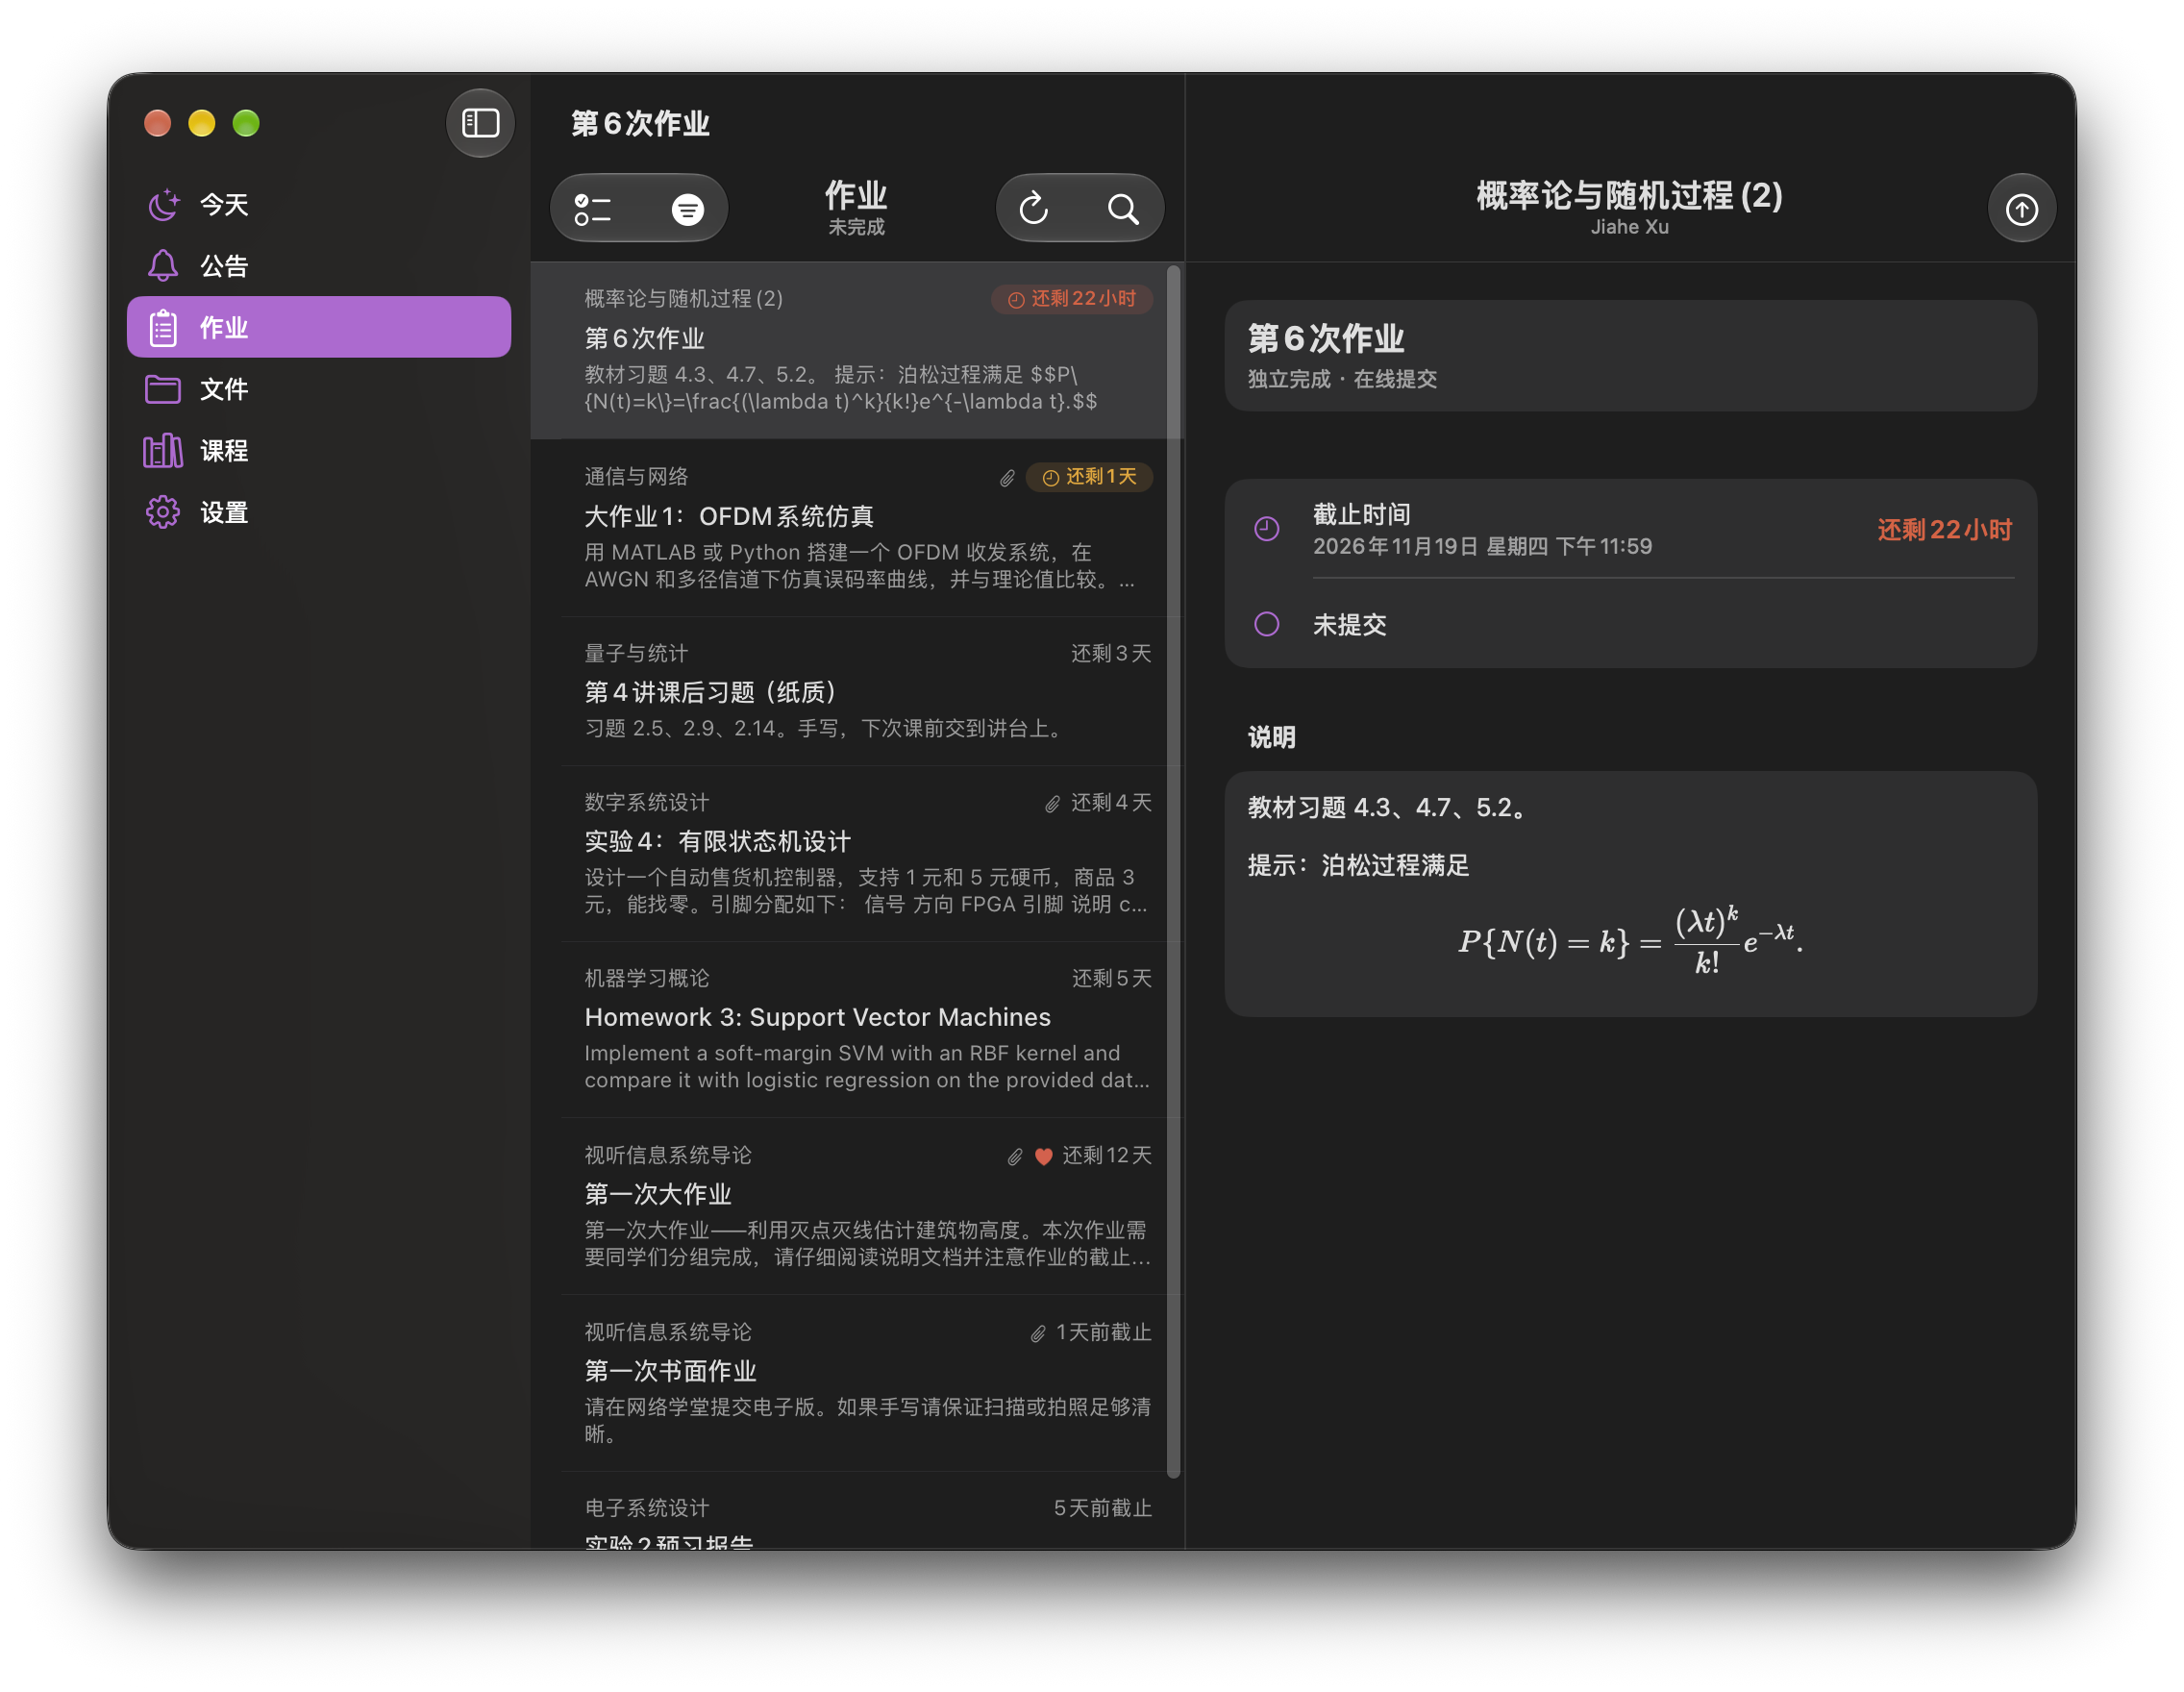 今天
公告
作业
文件
课程
设置
第6次作业
作业
未完成
概率论与随机过程(2) 还剩22小时
第6次作业
教材习题 4.3、4.7、5.2。 提示：泊松过程满足 $$P\
{N(t)=k\}=\frac{(\lambda t)^k}{k!}e^{-\lambda t}.$$
通信与网络 还剩1天
大作业1：OFDM系统仿真
用 MATLAB 或 Python 搭建一个 OFDM 收发系统，在
AWGN 和多径信道下仿真误码率曲线，并与理论值比较。...
量子与统计 还剩3天
第4讲课后习题（纸质）
习题 2.5、2.9、2.14。手写，下次课前交到讲台上。
数字系统设计 还剩4天
实验4：有限状态机设计
设计一个自动售货机控制器，支持 1 元和 5 元硬币，商品 3
元，能找零。引脚分配如下： 信号 方向 FPGA 引脚 说明 c...
机器学习概论 还剩5天
Homework 3: Support Vector Machines
Implement a soft-margin SVM with an RBF kernel and
compare it with logistic regression on the provided dat...
视听信息系统导论 还剩12天
第一次大作业
第一次大作业——利用灭点灭线估计建筑物高度。本次作业需
要同学们分组完成，请仔细阅读说明文档并注意作业的截止...
视听信息系统导论 1天前截止
第一次书面作业
请在网络学堂提交电子版。如果手写请保证扫描或拍照足够清
晰。
电子系统设计 5天前截止
实验2预习报告
概率论与随机过程(2)
Jiahe Xu
第6次作业
独立完成 · 在线提交
截止时间
2026年11月19日 星期四 下午11:59
还剩22小时
未提交
说明
教材习题 4.3、4.7、5.2。
提示：泊松过程满足
P{N(t) = k} = \frac{(λt)^k}{k!}e^{−λt}.